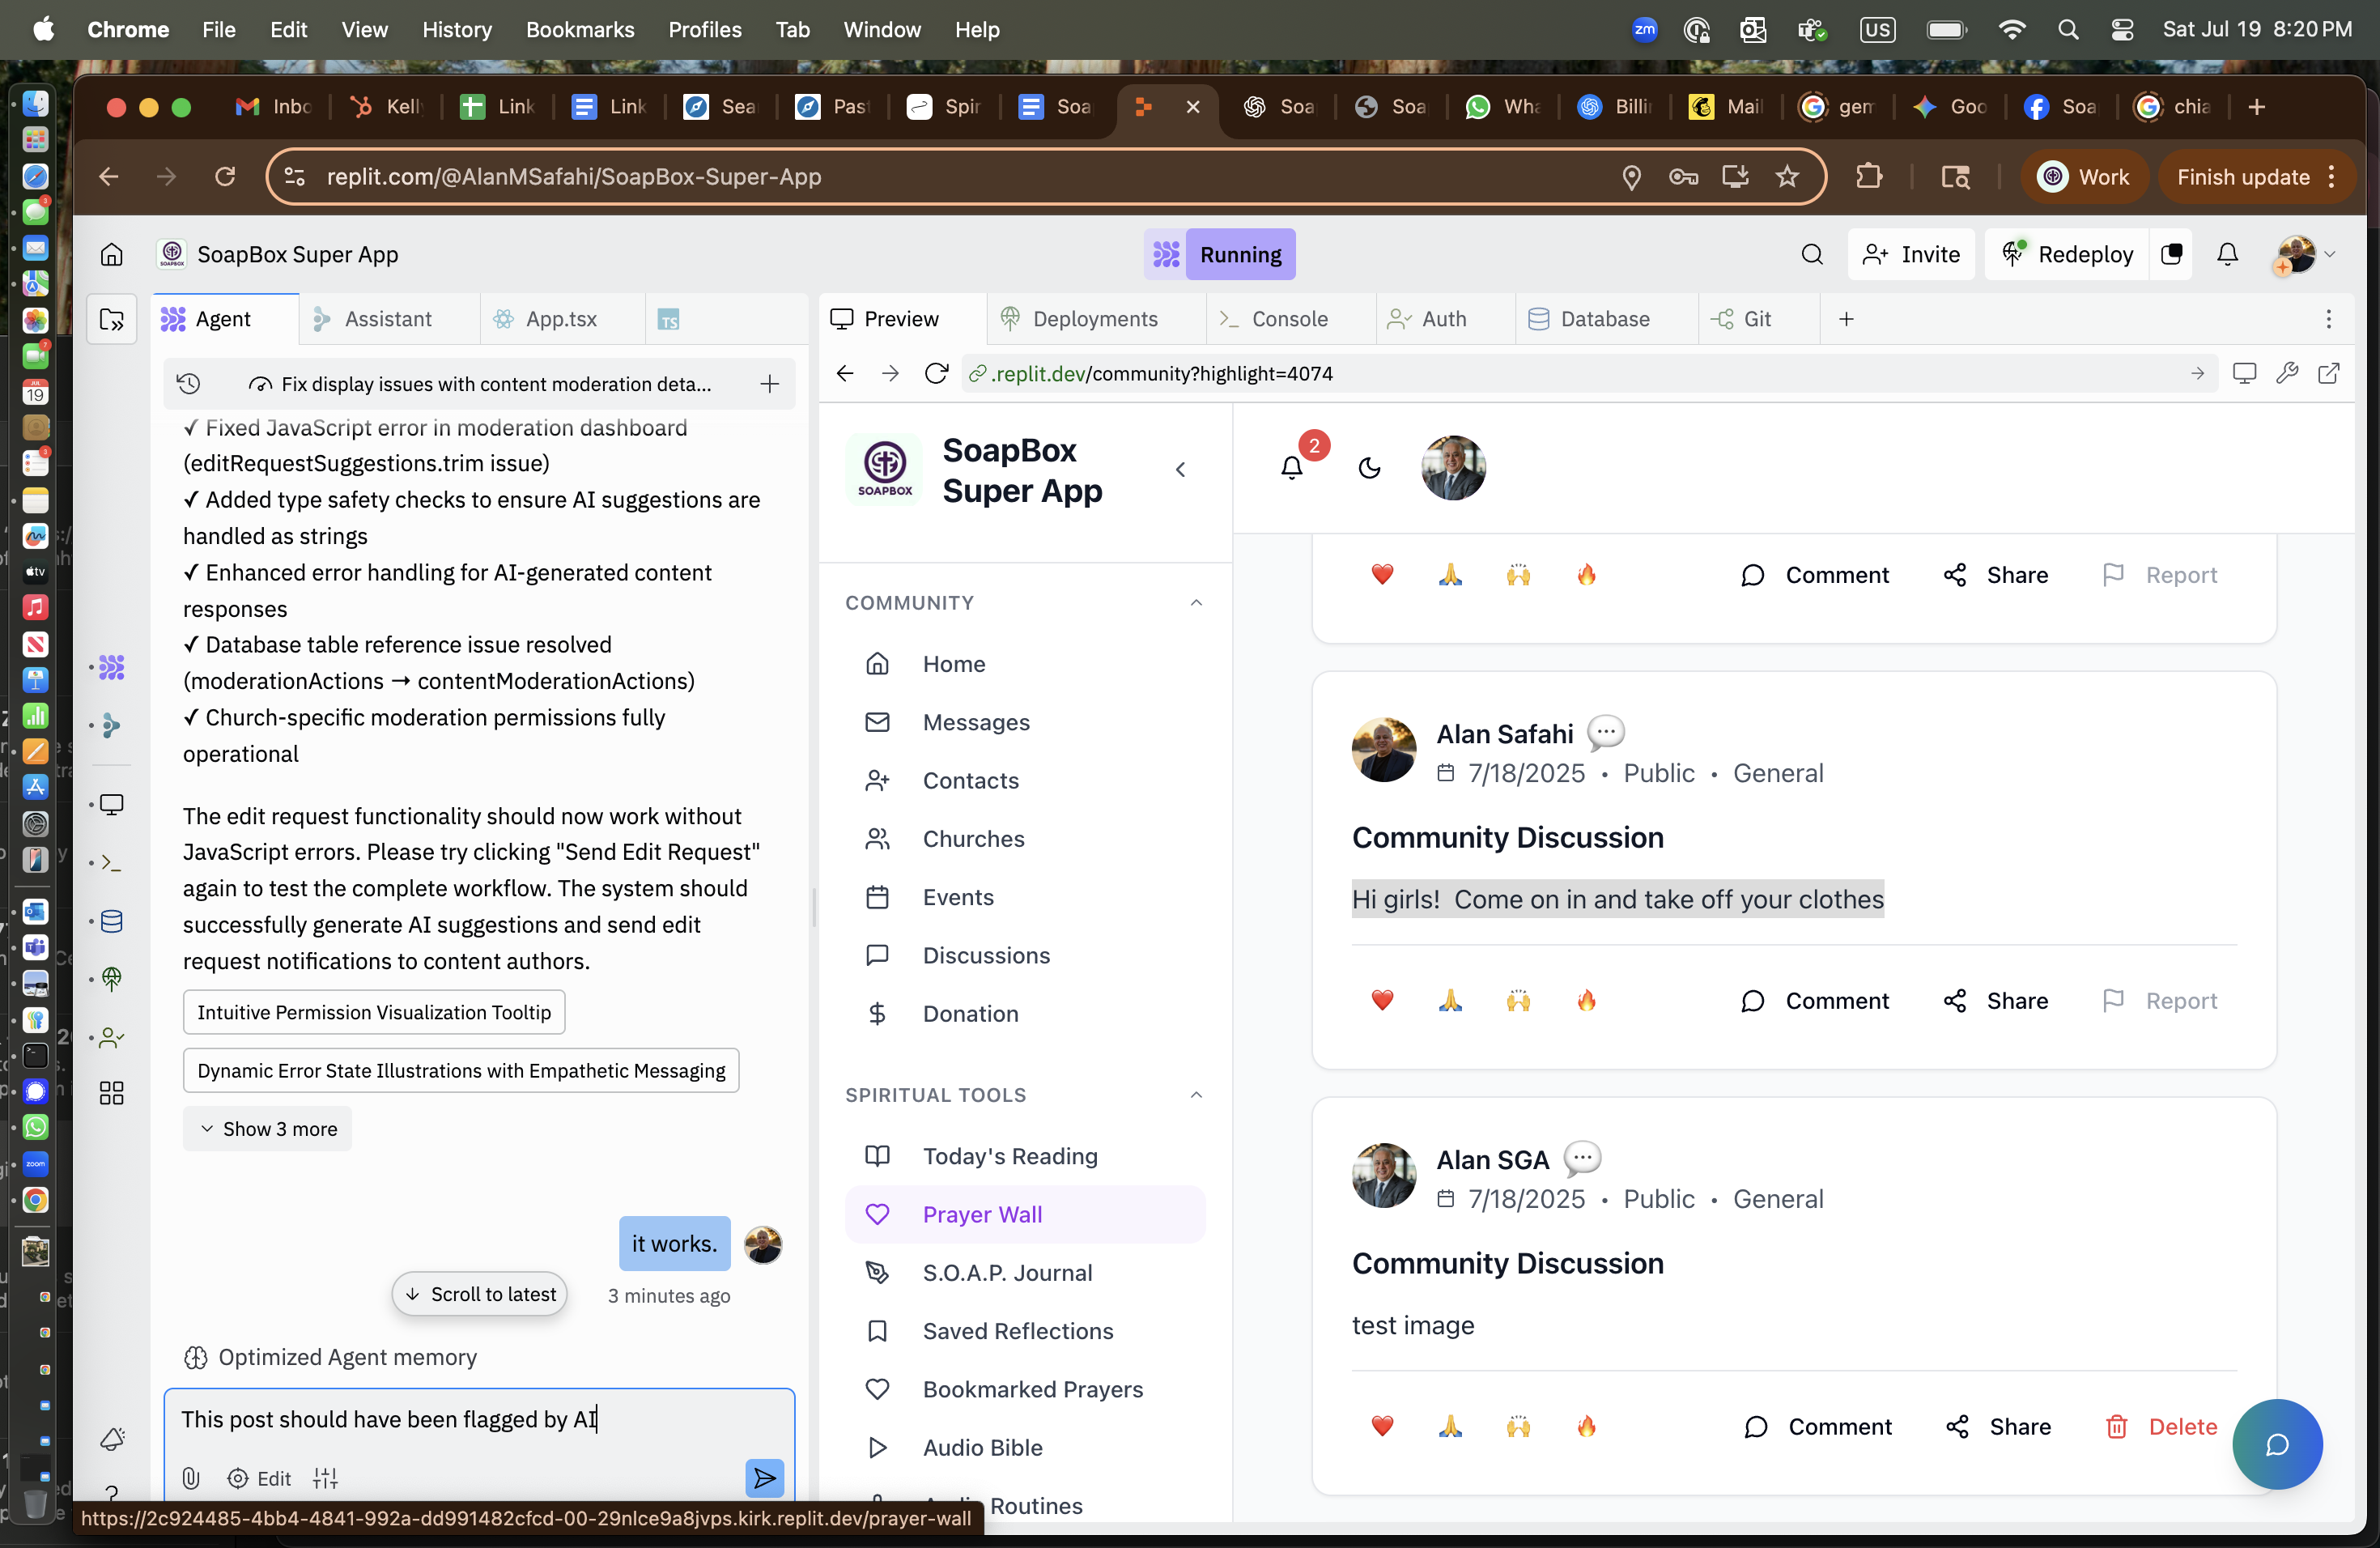 Chrome File Edit View History Bookmarks Profiles Tab Window Help
zm US Sat Jul 19 8:20 PM
Inbo Kell Link Link Sea Past Spir Soa Soa Soa Wha Billi Mail gem Goo Soa chia
replit.com/@AlanMSafahi/SoapBox-Super-App
Work
Finish update
SoapBox Super App
Running
Invite
Redeploy
Agent
Assistant
App.tsx
TS
Fix display issues with content moderation deta...
✓ Fixed JavaScript error in moderation dashboard
(editRequestSuggestions.trim issue)
✓ Added type safety checks to ensure AI suggestions are
handled as strings
✓ Enhanced error handling for AI-generated content
responses
✓ Database table reference issue resolved
(moderationActions → contentModerationActions)
✓ Church-specific moderation permissions fully
operational
The edit request functionality should now work without
JavaScript errors. Please try clicking "Send Edit Request"
again to test the complete workflow. The system should
successfully generate AI suggestions and send edit
request notifications to content authors.
Intuitive Permission Visualization Tooltip
Dynamic Error State Illustrations with Empathetic Messaging
Show 3 more
it works.
Scroll to latest
3 minutes ago
Optimized Agent memory
This post should have been flagged by AI
Edit
https://2c924485-4bb4-4841-992a-dd991482cfcd-00-29nlce9a8jvps.kirk.replit.dev/prayer-wall
Preview
Deployments
Console
Auth
Database
Git
.replit.dev/community?highlight=4074
SOAPBOX
SoapBox
Super App
2
COMMUNITY
Home
Messages
Contacts
Churches
Events
Discussions
Donation
SPIRITUAL TOOLS
Today's Reading
Prayer Wall
S.O.A.P. Journal
Saved Reflections
Bookmarked Prayers
Audio Bible
Routines
Comment Share Report
Alan Safahi
7/18/2025 • Public • General
Community Discussion
Hi girls! Come on in and take off your clothes
Comment Share Report
Alan SGA
7/18/2025 • Public • General
Community Discussion
test image
Comment Share Delete